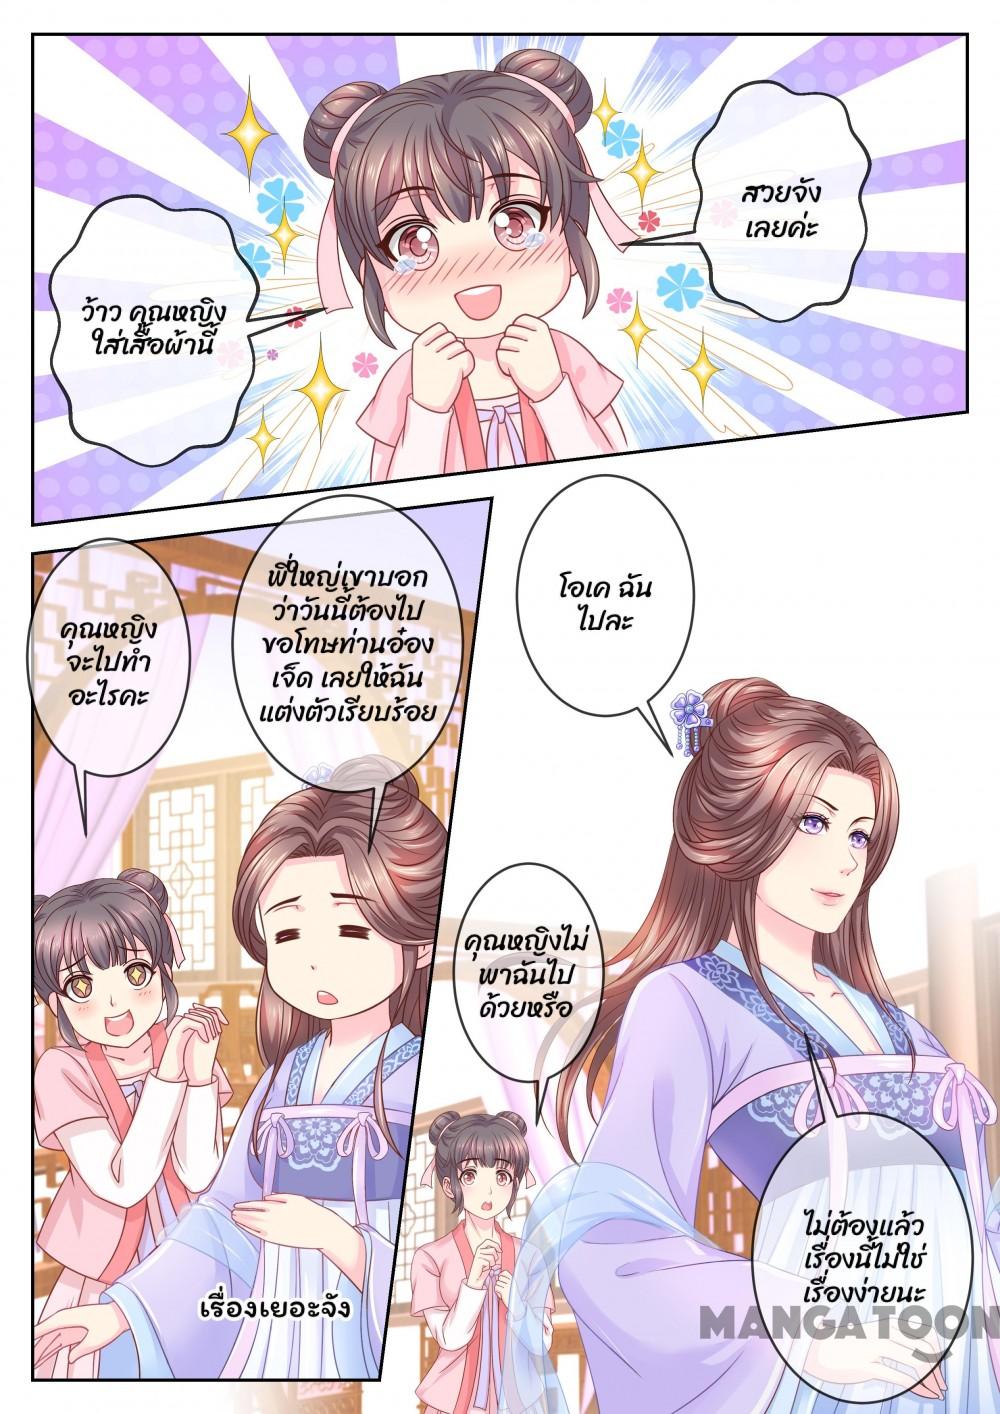 ว้าว คุณหญิง
ใส่เสื้อผ้านี้
สวยจัง
เลยค่ะ
คุณหญิง
จะไปทำ
อะไรคะ
พี่ใหญ่เขาบอก
ว่าวันนี้ต้องไป
ขอโทษท่านอ๋อง
เจ็ด เลยให้ฉัน
แต่งตัวเรียบร้อย
เรื่องเยอะจัง
โอเค ฉัน
ไปละ
คุณหญิงไม่
พาฉันไป
ด้วยหรือ
ไม่ต้องแล้ว
เรื่องนี้ไม่ใช่
เรื่องง่ายนะ
MANGATOON